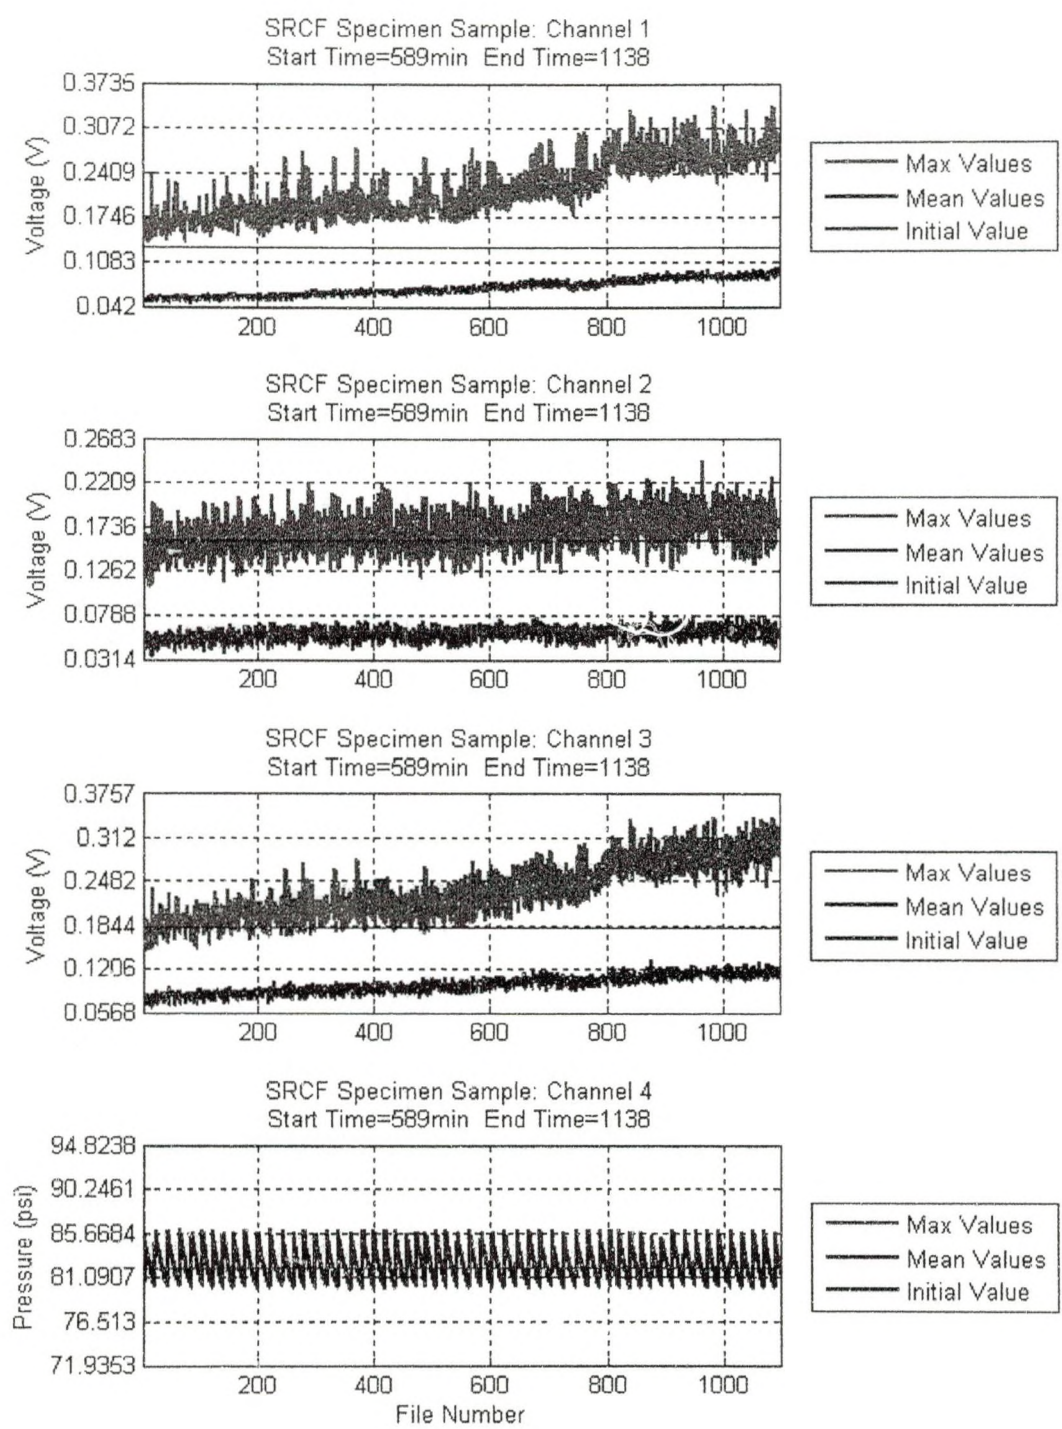 SRCF Specimen Sample: Channel 1
Start Time=589min End Time=1138
0.3735
0.3072
0.2409
0.1746
0.1083
0.042
Voltage (V)
200 400 600 800 1000
Max Values
Mean Values
Initial Value
SRCF Specimen Sample: Channel 2
Start Time=589min End Time=1138
0.2683
0.2209
0.1736
0.1262
0.0788
0.0314
Voltage (V)
200 400 600 800 1000
Max Values
Mean Values
Initial Value
SRCF Specimen Sample: Channel 3
Start Time=589min End Time=1138
0.3757
0.312
0.2482
0.1844
0.1206
0.0568
Voltage (V)
200 400 600 800 1000
Max Values
Mean Values
Initial Value
SRCF Specimen Sample: Channel 4
Start Time=589min End Time=1138
94.8238
90.2461
85.6684
81.0907
76.513
71.9353
Pressure (psi)
200 400 600 800 1000
File Number
Max Values
Mean Values
Initial Value